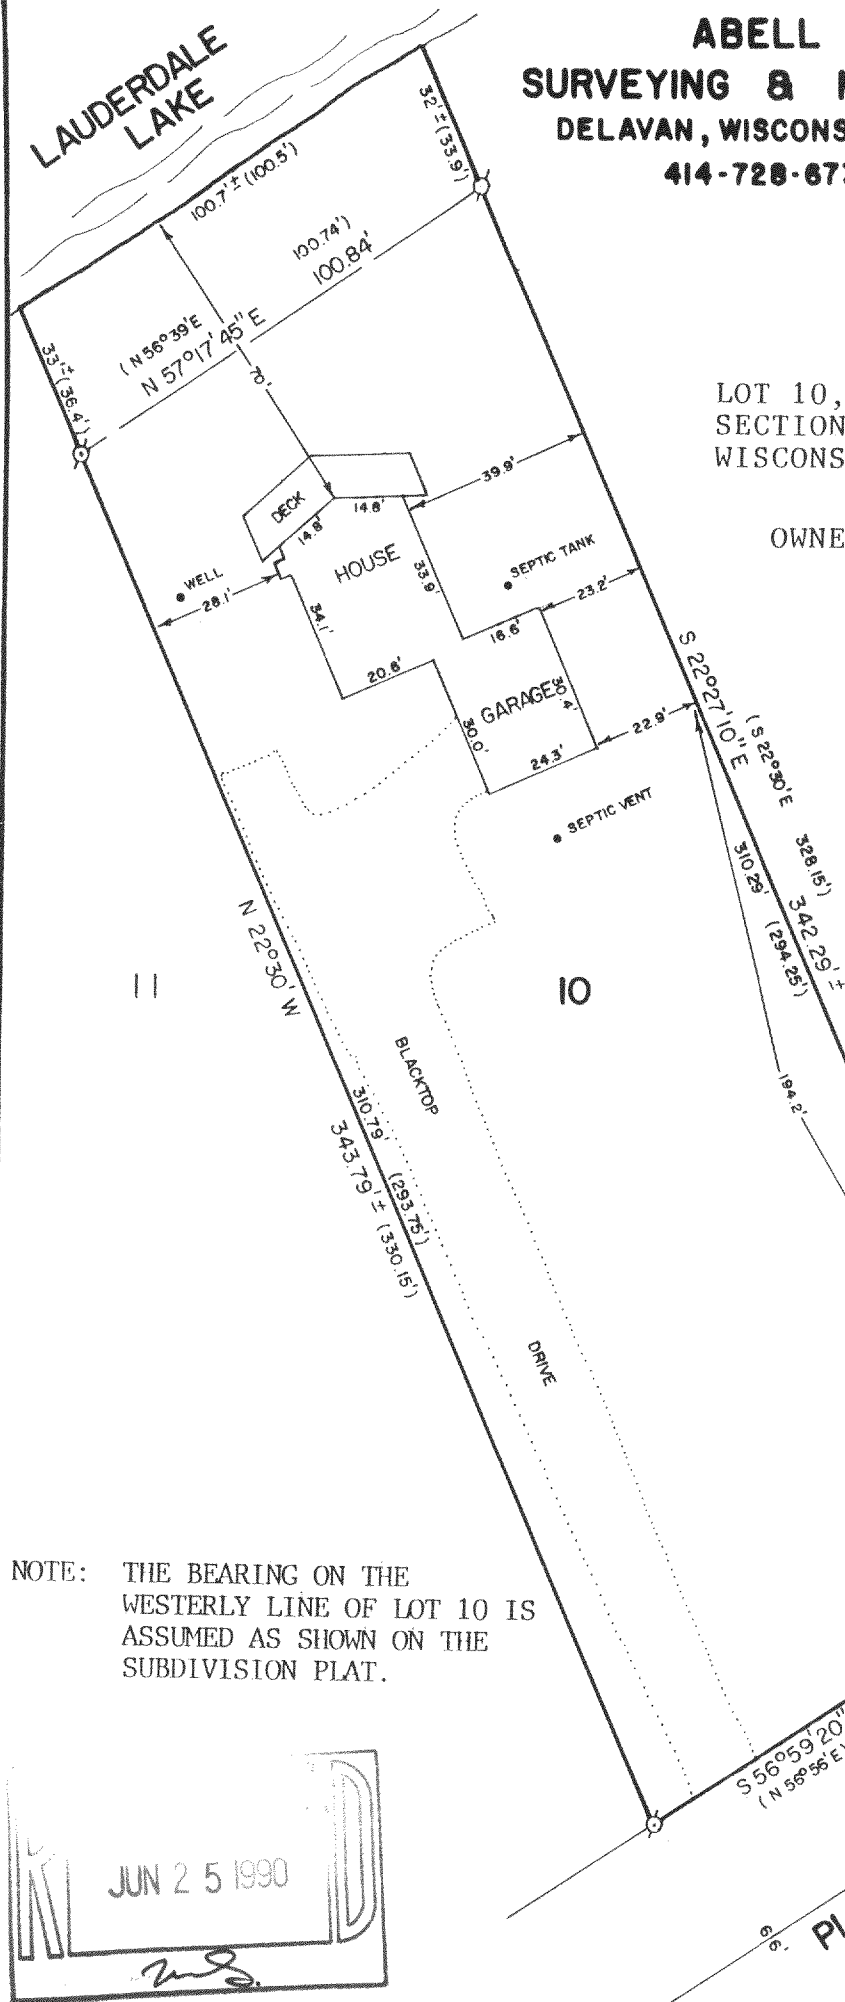 ABELL
SURVEYING &
DELAVAN, WISCONS
414-728-67
LAUDERDALE
LAKE
32'± (33.9')
100.7'± (100.5')
100.74')
100.84'
(N 56°39'E
N 57°17'45" E
33'± (36.4')
70'
LOT 10,
SECTION
WISCONS
OWNE
39.9'
DECK
14.8'
14.8'
HOUSE
33.9'
SEPTIC TANK
WELL
28.1'
34.1'
23.2'
16.6'
20.8'
GARAGE
30.4'
30.0'
24.3'
22.9'
S 22°27'10" E
(S 22°30'E
328.15')
SEPTIC VENT
310.29'
(294.25')
342.29'±
N 22°30' W
11
10
194.2'
BLACKTOP
310.79'
(293.75')
343.79'± (330.15')
DRIVE
NOTE: THE BEARING ON THE
WESTERLY LINE OF LOT 10 IS
ASSUMED AS SHOWN ON THE
SUBDIVISION PLAT.
S 56°59'20"
(N 56°56'E)
JUN 25 1990
66'